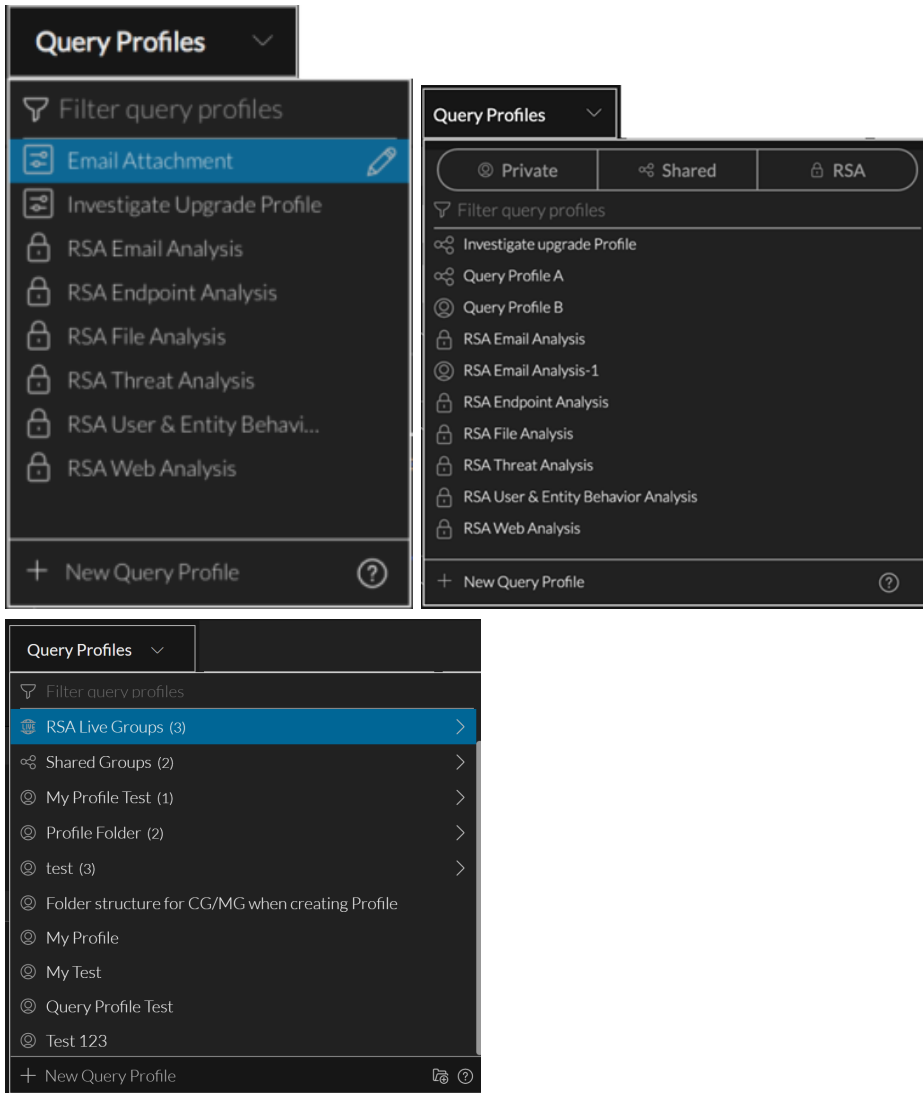 Query Profiles
Filter query profiles
Email Attachment
Investigate Upgrade Profile
RSA Email Analysis
RSA Endpoint Analysis
RSA File Analysis
RSA Threat Analysis
RSA User & Entity Behavi...
RSA Web Analysis
+ New Query Profile ?
Query Profiles
Private Shared RSA
Filter query profiles
Investigate upgrade Profile
Query Profile A
Query Profile B
RSA Email Analysis
RSA Email Analysis-1
RSA Endpoint Analysis
RSA File Analysis
RSA Threat Analysis
RSA User & Entity Behavior Analysis
RSA Web Analysis
+ New Query Profile ?
Query Profiles
Filter query profiles
LIVE RSA Live Groups (3)
Shared Groups (2)
My Profile Test (1)
Profile Folder (2)
test (3)
Folder structure for CG/MG when creating Profile
My Profile
My Test
Query Profile Test
Test 123
+ New Query Profile ?